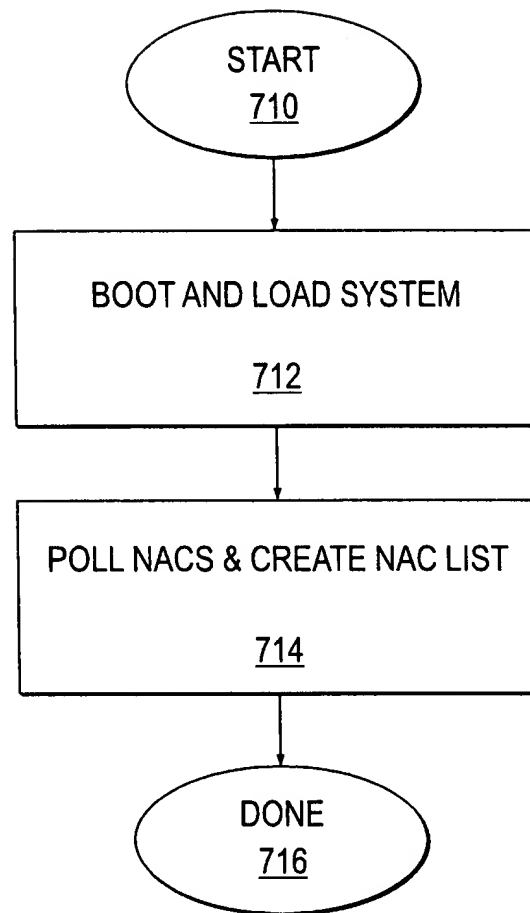 START
710
BOOT AND LOAD SYSTEM
712
POLL NACS & CREATE NAC LIST
714
DONE
716